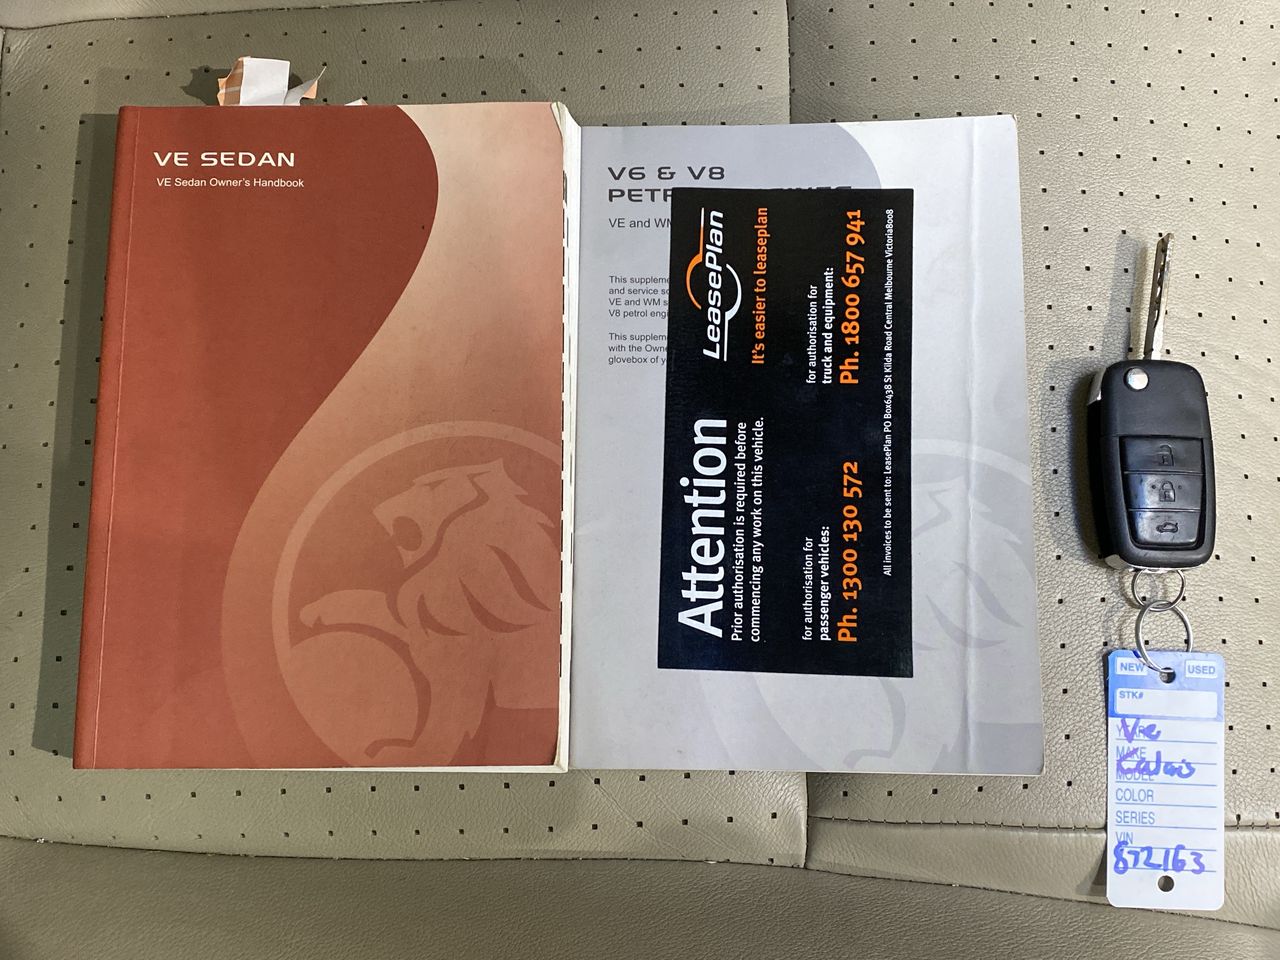 VE SEDAN
VE Sedan Owner's Handbook
V6 & V8
VE and WM
This suppleme
and service
VE and WM s
V8 petrol engi
This suppleme
with the Owne
glovebox of y
LeasePlan
It's easier to leaseplan
Attention
Prior authorisation is required before
commencing any work on this vehicle.
for authorisation for
passenger vehicles:
Ph. 1300 130 572
for authorisation for
truck and equipment:
Ph. 1800 657 941
All invoices to be sent to: LeasePlan PO Box6438 St Kilda Road Central Melbourne Victoria8008
NEW
USED
STK#
YEAR
Ve
MAKE
Calais
MODEL
COLOR
SERIES
VIN
872163